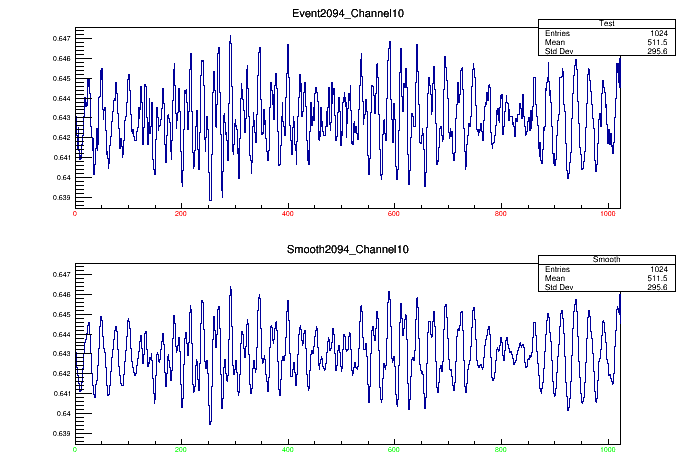 Event2094_Channel10
Test
Entries 1024
Mean 511.5
Std Dev 295.6
0.647
0.646
0.645
0.644
0.643
0.642
0.641
0.64
0.639
0 200 400 600 800 1000
Smooth2094_Channel10
Smooth
Entries 1024
Mean 511.5
Std Dev 295.6
0.647
0.646
0.645
0.644
0.643
0.642
0.641
0.64
0.639
0 200 400 600 800 1000